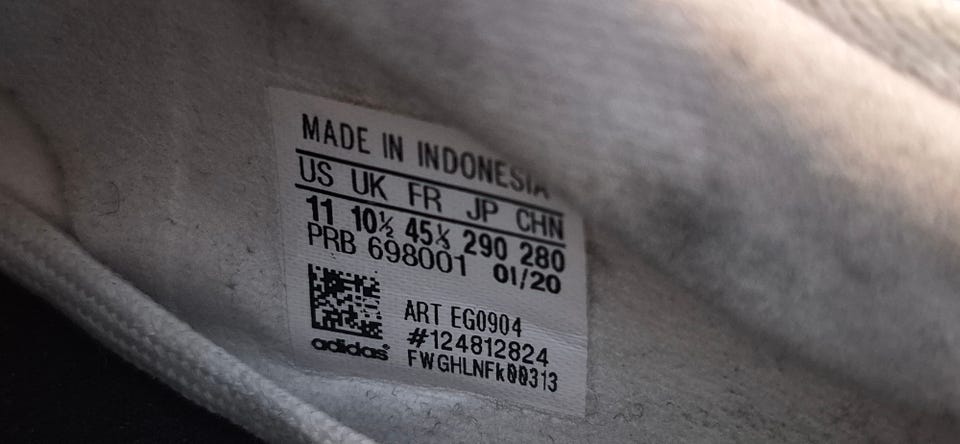 MADE IN INDONESIA
US UK FR JP CHN
11 10½ 45⅓ 290 280
PRB 698001 01/20
ART EG0904
#124812824
adidas